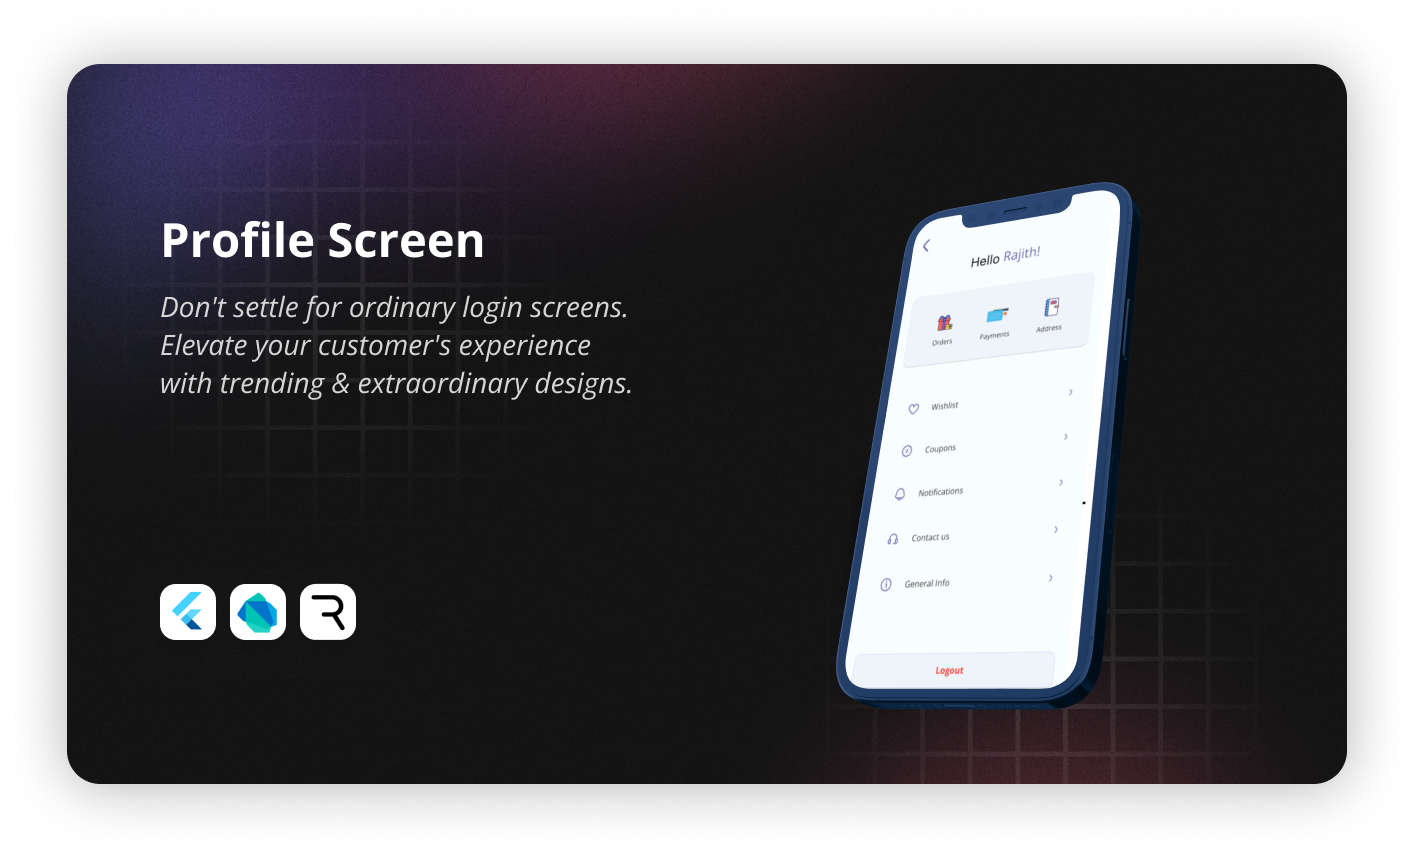 Profile Screen
Don't settle for ordinary login screens.
Elevate your customer's experience
with trending & extraordinary designs.
Hello Rajith!
Orders
Payments
Address
Wishlist
Coupons
Notifications
Contact us
General Info
Logout